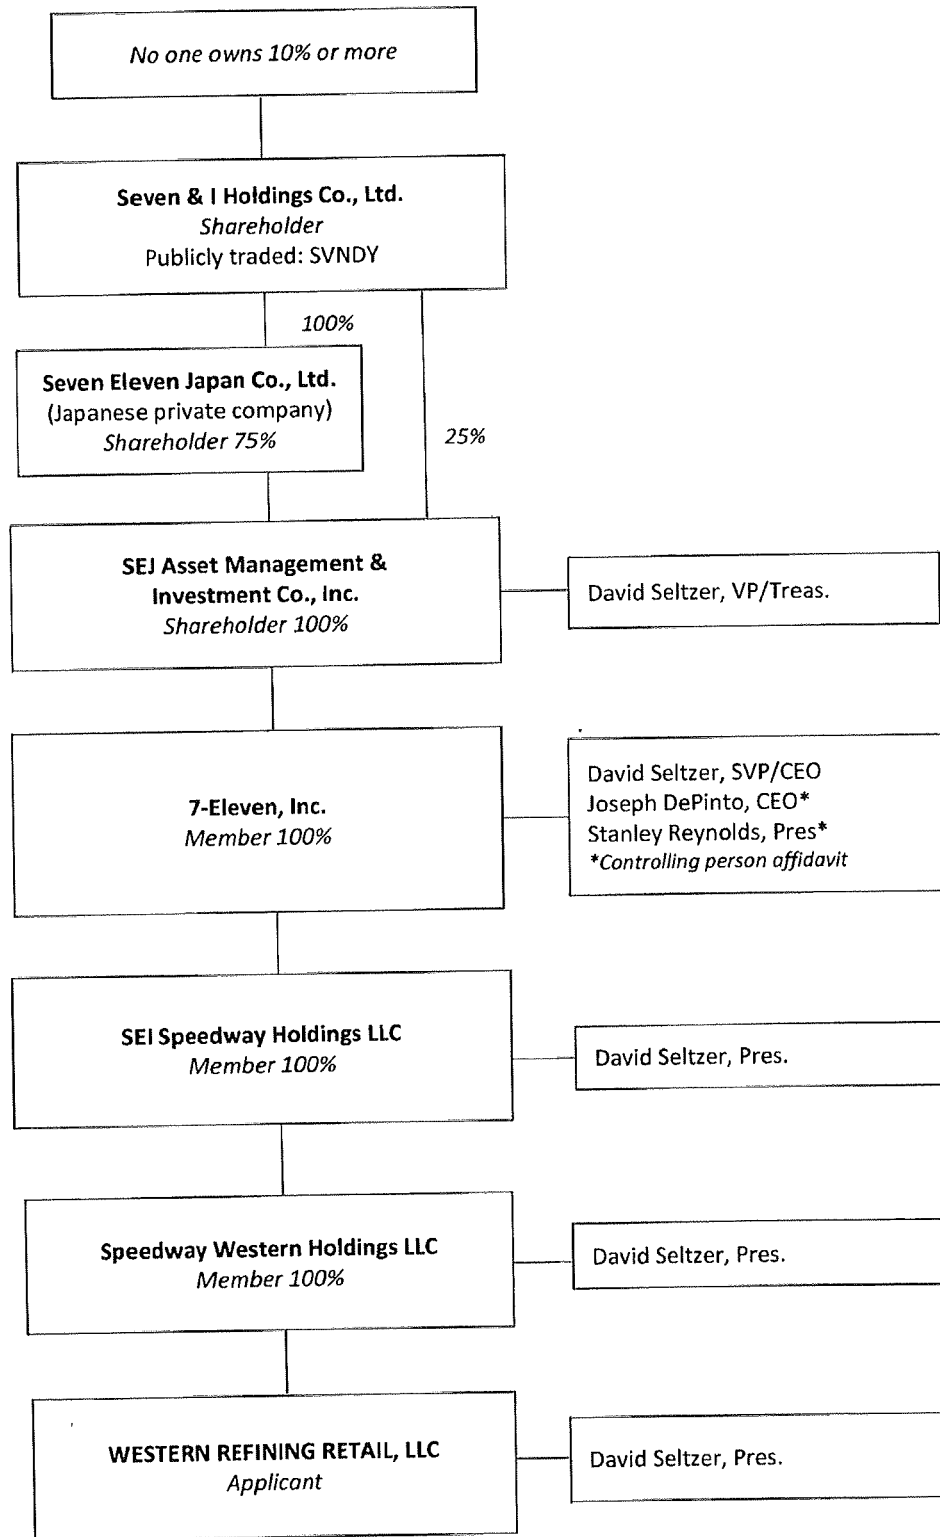 No one owns 10% or more
Seven & I Holdings Co., Ltd.
Shareholder
Publicly traded: SVNDY
100%
Seven Eleven Japan Co., Ltd.
(Japanese private company)
Shareholder 75%
25%
SEJ Asset Management &
Investment Co., Inc.
Shareholder 100%
David Seltzer, VP/Treas.
7-Eleven, Inc.
Member 100%
David Seltzer, SVP/CEO
Joseph DePinto, CEO*
Stanley Reynolds, Pres*
*Controlling person affidavit
SEI Speedway Holdings LLC
Member 100%
David Seltzer, Pres.
Speedway Western Holdings LLC
Member 100%
David Seltzer, Pres.
WESTERN REFINING RETAIL, LLC
Applicant
David Seltzer, Pres.